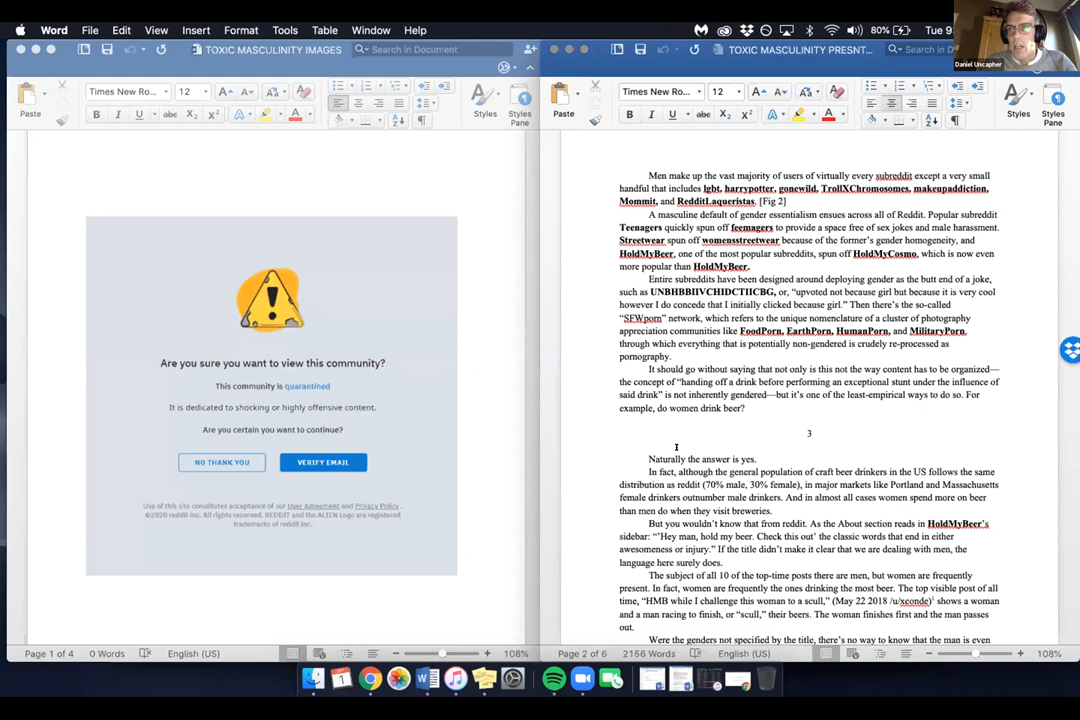 Word File Edit View Insert Format Tools Table Window Help 80% Tue 9
Daniel Uncapher
TOXIC MASCULINITY IMAGES
Search in Document
Times New Ro...
12
Paste
Styles
Styles
Pane
Are you sure you want to view this community?
This community is quarantined
It is dedicated to shocking or highly offensive content.
Are you certain you want to continue?
NO THANK YOU
VERIFY EMAIL
Use of this site constitutes acceptance of our User Agreement and Privacy Policy.
©2020 reddit inc. All rights reserved. REDDIT and the ALIEN Logo are registered
trademarks of reddit inc.
Page 1 of 4 0 Words English (US) 108%
TOXIC MASCULINITY PRESNT...
Search in Do
Times New Ro...
12
Paste
Styles
Styles
Pane
Men make up the vast majority of users of virtually every subreddit except a very small
handful that includes lgbt, harrypotter, gonewild, TrollXChromosomes, makeupaddiction,
Mommit, and RedditLaqueristas. [Fig 2]
A masculine default of gender essentialism ensues across all of Reddit. Popular subreddit
Teenagers quickly spun off feemagers to provide a space free of sex jokes and male harassment.
Streetwear spun off womensstreetwear because of the former's gender homogeneity, and
HoldMyBeer, one of the most popular subreddits, spun off HoldMyCosmo, which is now even
more popular than HoldMyBeer.
Entire subreddits have been designed around deploying gender as the butt end of a joke,
such as UNBHBBIIVCHIDCTIICBG, or, “upvoted not because girl but because it is very cool
however I do concede that I initially clicked because girl.” Then there's the so-called
“SFWporn” network, which refers to the unique nomenclature of a cluster of photography
appreciation communities like FoodPorn, EarthPorn, HumanPorn, and MilitaryPorn,
through which everything that is potentially non-gendered is crudely re-processed as
pornography.
It should go without saying that not only is this not the way content has to be organized—
the concept of “handing off a drink before performing an exceptional stunt under the influence of
said drink” is not inherently gendered—but it's one of the least-empirical ways to do so. For
example, do women drink beer?
3
Naturally the answer is yes.
In fact, although the general population of craft beer drinkers in the US follows the same
distribution as reddit (70% male, 30% female), in major markets like Portland and Massachusetts
female drinkers outnumber male drinkers. And in almost all cases women spend more on beer
than men do when they visit breweries.
But you wouldn't know that from reddit. As the About section reads in HoldMyBeer's
sidebar: “'Hey man, hold my beer. Check this out' the classic words that end in either
awesomeness or injury.” If the title didn't make it clear that we are dealing with men, the
language here surely does.
The subject of all 10 of the top-time posts there are men, but women are frequently
present. In fact, women are frequently the ones drinking the most beer. The top visible post of all
time, “HMB while I challenge this woman to a scull,” (May 22 2018 /u/xconde)¹ shows a woman
and a man racing to finish, or “scull,” their beers. The woman finishes first and the man passes
out.
Were the genders not specified by the title, there's no way to know that the man is even
Page 2 of 6 2156 Words English (US) 108%